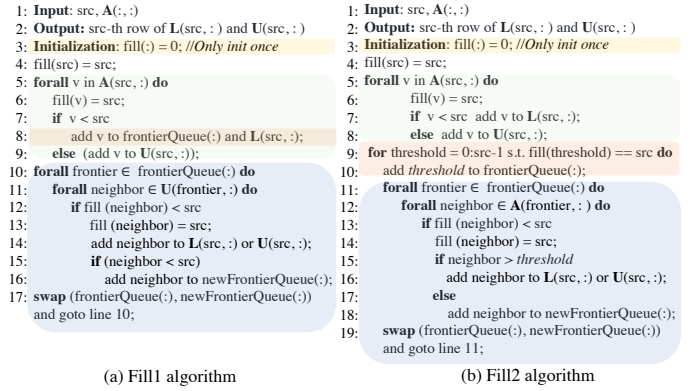 1: Input: src, A(:,:)
2: Output: src-th row of L(src, : ) and U(src, : )
3: Initialization: fill(:) = 0; //Only init once
4: fill(src) = src;
5: forall v in A(src, :) do
6: fill(v) = src;
7: if v < src
8: add v to frontierQueue(:) and L(src, :);
9: else (add v to U(src, :));
10: forall frontier ∈ frontierQueue(:) do
11: forall neighbor ∈ U(frontier, :) do
12: if fill (neighbor) < src
13: fill (neighbor) = src;
14: add neighbor to L(src, :) or U(src, :);
15: if (neighbor < src)
16: add neighbor to newFrontierQueue(:);
17: swap (frontierQueue(:), newFrontierQueue(:))
and goto line 10;
(a) Fill1 algorithm
1: Input: src, A(:,:)
2: Output: src-th row of L(src, : ) and U(src, : )
3: Initialization: fill(:) = 0; //Only init once
4: fill(src) = src;
5: forall v in A(src, :) do
6: fill(v) = src;
7: if v < src add v to L(src, :);
8: else add v to U(src, :);
9: for threshold = 0:src-1 s.t. fill(threshold) == src do
10: add threshold to frontierQueue(:);
11: forall frontier ∈ frontierQueue(:) do
12: forall neighbor ∈ A(frontier, : ) do
13: if fill (neighbor) < src
14: fill (neighbor) = src;
15: if neighbor > threshold
16: add neighbor to L(src, :) or U(src, :);
17: else
18: add neighbor to newFrontierQueue(:);
19: swap (frontierQueue(:), newFrontierQueue(:))
and goto line 11;
(b) Fill2 algorithm